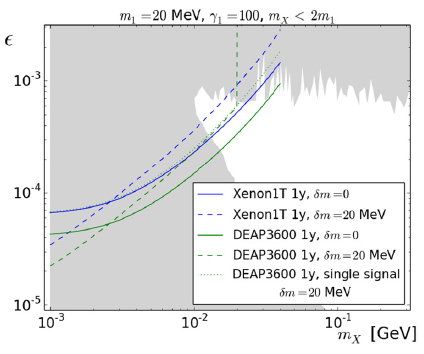 m₁=20 MeV, γ₁=100, m_X < 2m₁
ϵ
10⁻³
10⁻⁴
10⁻⁵
Xenon1T 1y, δm=0
Xenon1T 1y, δm=20 MeV
DEAP3600 1y, δm=0
DEAP3600 1y, δm=20 MeV
DEAP3600 1y, single signal
δm=20 MeV
10⁻³ 10⁻² 10⁻¹
m_X [GeV]